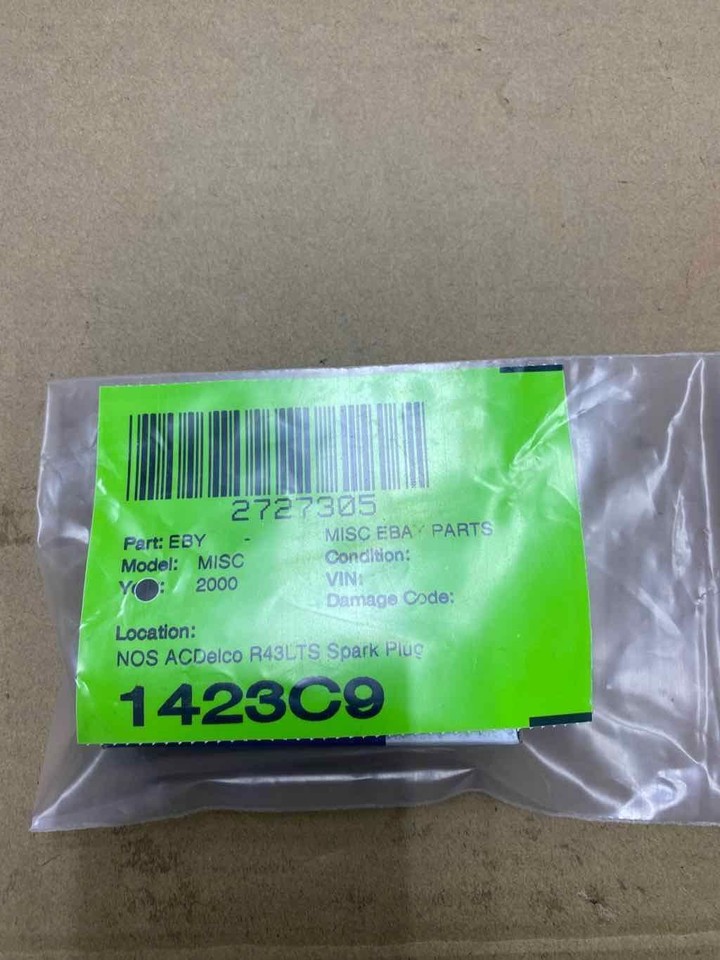 2727305
Part: EBY - MISC EBAY PARTS
Model: MISC Condition:
2000 VIN:
Damage Code:
Location:
NOS ACDelco R43LTS Spark Plug
1423C9